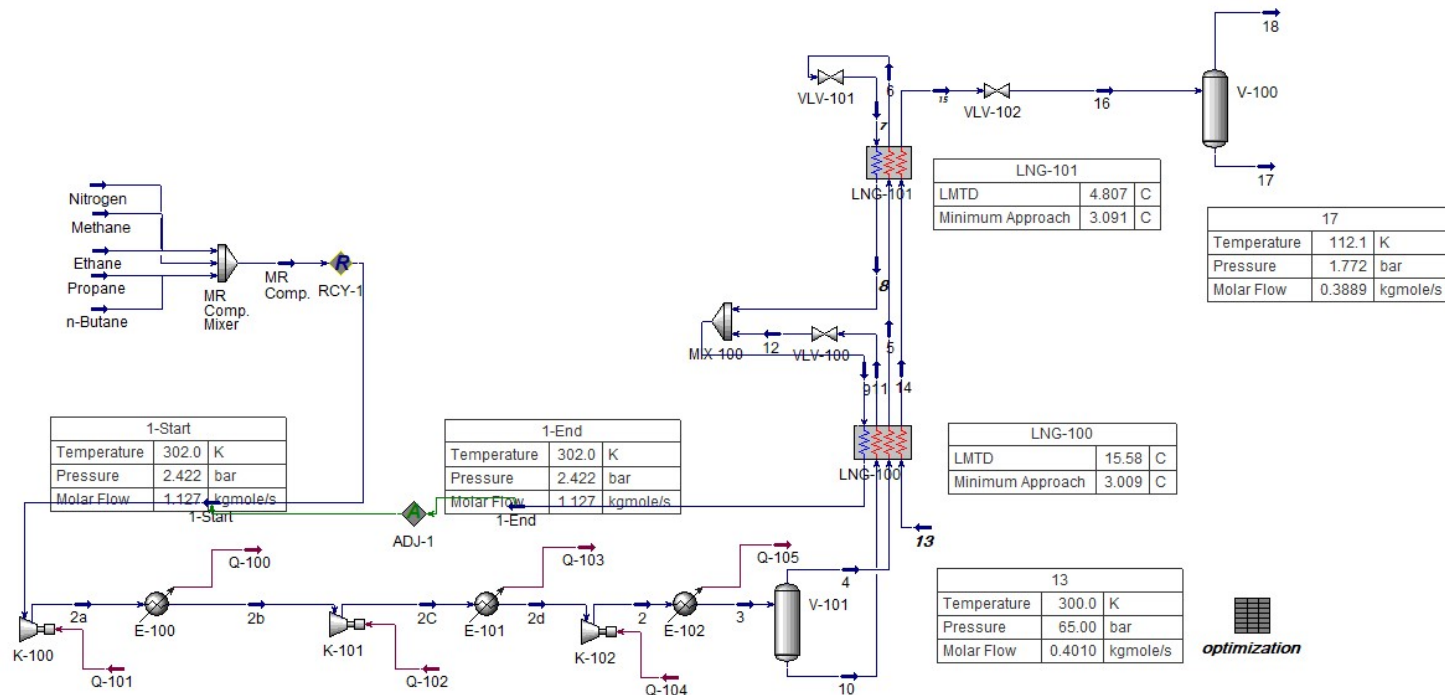 18
VLV-101
6
15
VLV-102
16
V-100
7
17
LNG-101
LNG-101
LMTD 4.807 C
Minimum Approach 3.091 C
17
Temperature 112.1 K
Pressure 1.772 bar
Molar Flow 0.3889 kgmole/s
Nitrogen
Methane
Ethane
Propane
n-Butane
MR
Comp.
Mixer
MR
Comp.
R
RCY-1
8
MIX-100
12
VLV-100
5
9
11
14
LNG-100
LNG-100
LMTD 15.58 C
Minimum Approach 3.009 C
1-Start
Temperature 302.0 K
Pressure 2.422 bar
Molar Flow 1.127 kgmole/s
1-Start
1-End
Temperature 302.0 K
Pressure 2.422 bar
Molar Flow 1.127 kgmole/s
1-End
A
ADJ-1
13
13
Temperature 300.0 K
Pressure 65.00 bar
Molar Flow 0.4010 kgmole/s
optimization
Q-100
Q-103
Q-105
2a
E-100
2b
2C
E-101
2d
2
E-102
3
4
V-101
10
K-100
K-101
K-102
Q-101
Q-102
Q-104